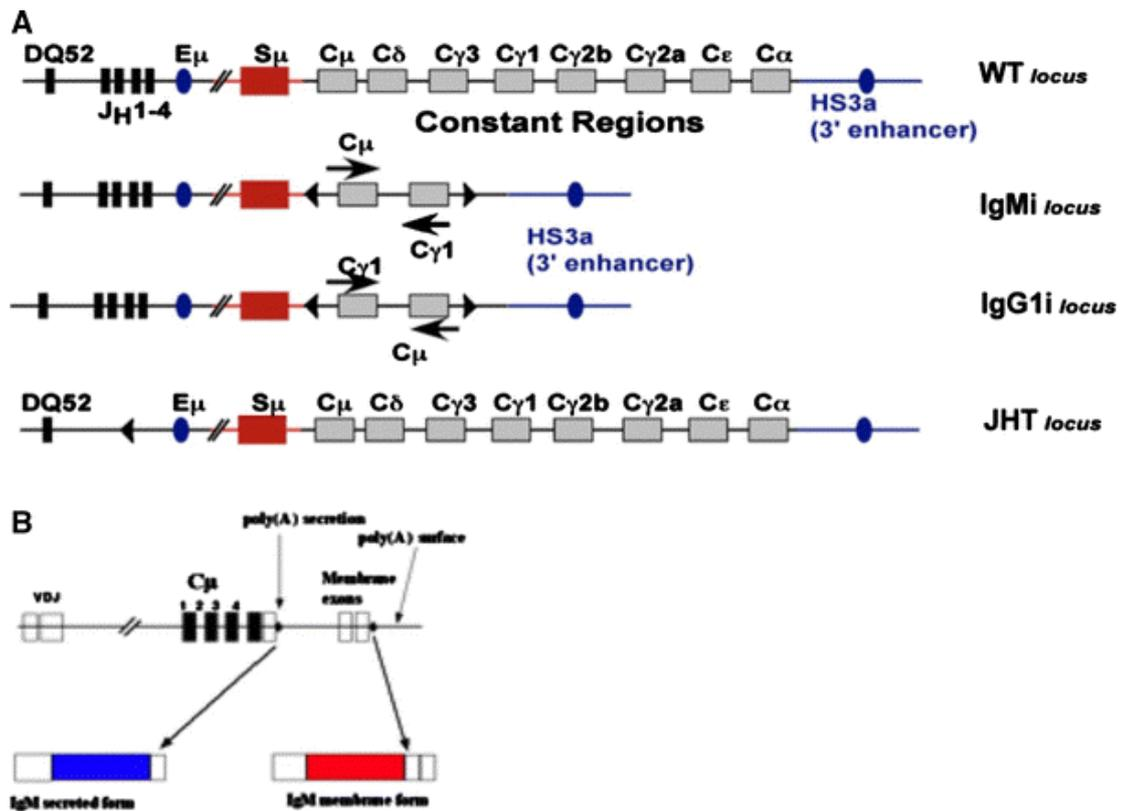 A
DQ52 Eμ Sμ Cμ Cδ Cγ3 Cγ1 Cγ2b Cγ2a Cε Cα
WT locus
JH1-4
HS3a
(3' enhancer)
Constant Regions
Cμ
IgMi locus
Cγ1
HS3a
(3' enhancer)
Cγ1
IgG1i locus
Cμ
DQ52 Eμ Sμ Cμ Cδ Cγ3 Cγ1 Cγ2b Cγ2a Cε Cα
JHT locus
B
poly(A) secretion
poly(A) surface
Cμ
Membrane
exons
VDJ
1 2 3 4
IgM secreted form
IgM membrane form